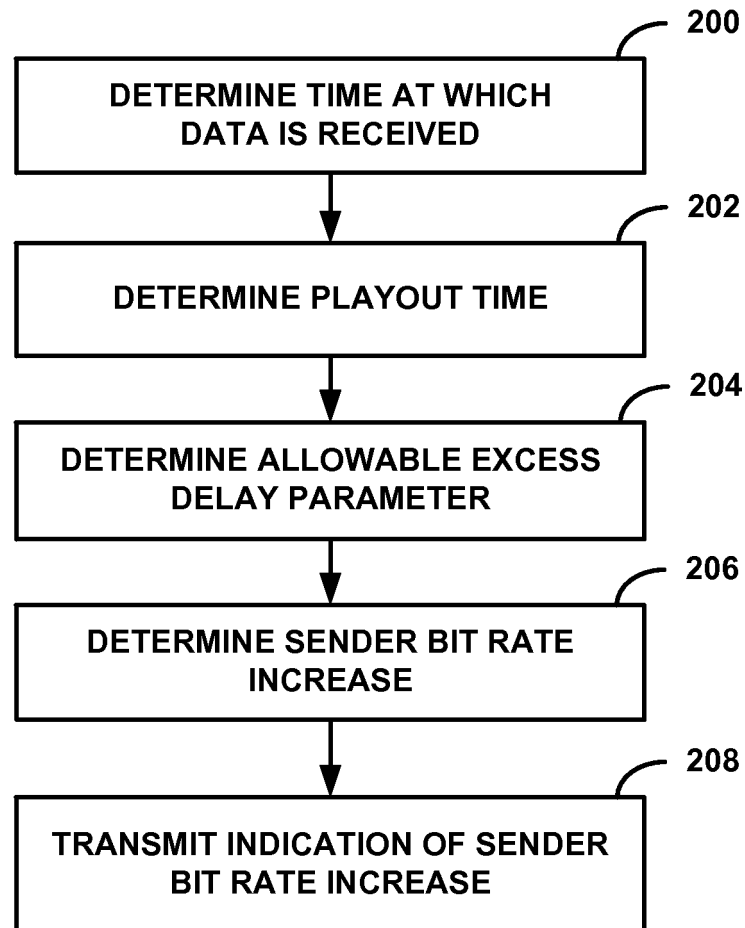 200
DETERMINE TIME AT WHICH
DATA IS RECEIVED
202
DETERMINE PLAYOUT TIME
204
DETERMINE ALLOWABLE EXCESS
DELAY PARAMETER
206
DETERMINE SENDER BIT RATE
INCREASE
208
TRANSMIT INDICATION OF SENDER
BIT RATE INCREASE